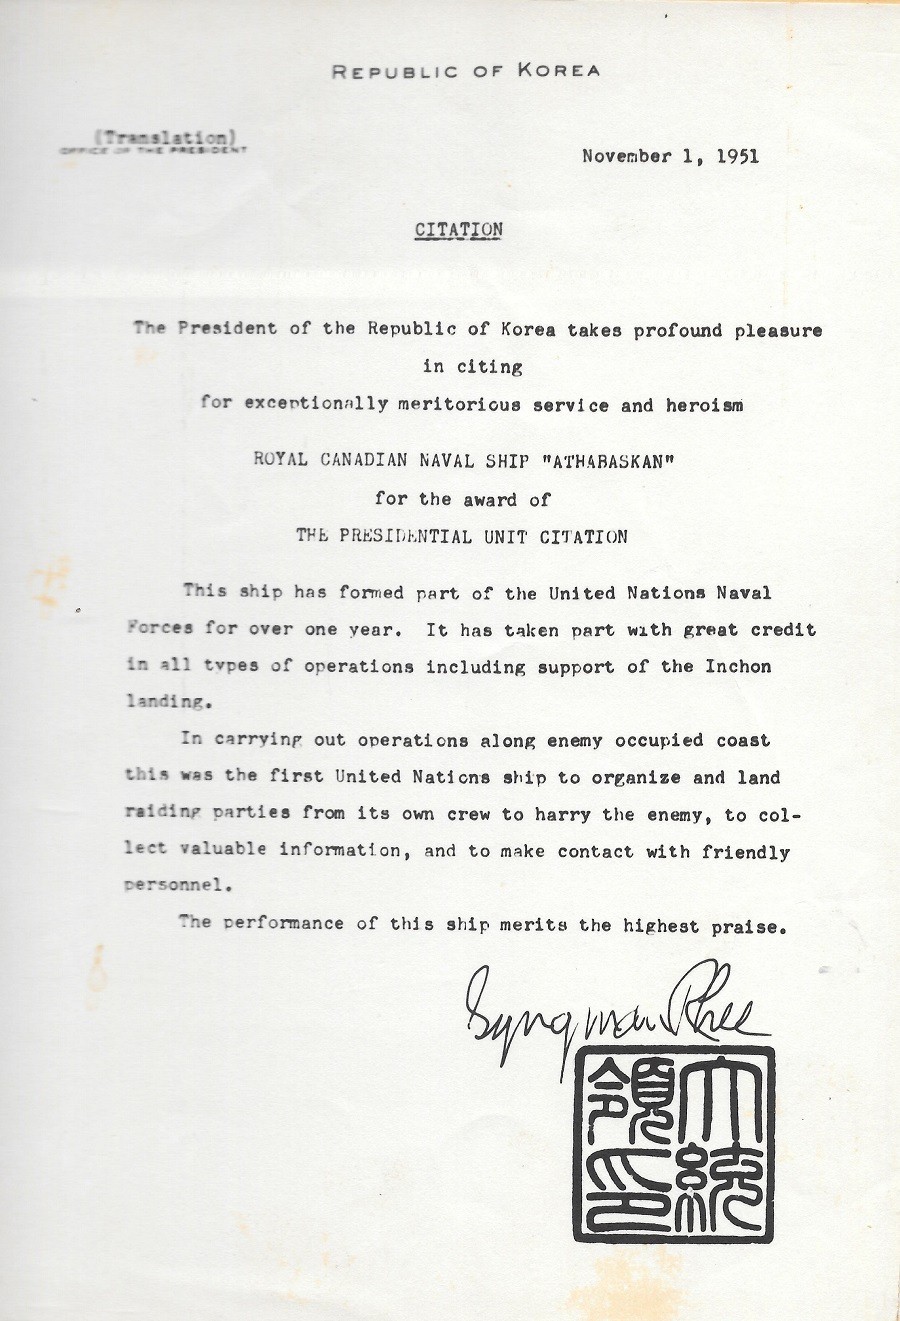 REPUBLIC OF KOREA
(Translation)
OFFICE OF THE PRESIDENT
November 1, 1951
CITATION
The President of the Republic of Korea takes profound pleasure
in citing
for exceptionally meritorious service and heroism
ROYAL CANADIAN NAVAL SHIP "ATHABASKAN"
for the award of
THE PRESIDENTIAL UNIT CITATION
This ship has formed part of the United Nations Naval
Forces for over one year. It has taken part with great credit
in all types of operations including support of the Inchon
landing.
In carrying out operations along enemy occupied coast
this was the first United Nations ship to organize and land
raiding parties from its own crew to harry the enemy, to col-
lect valuable information, and to make contact with friendly
personnel.
The performance of this ship merits the highest praise.
Syngman Rhee
大統
領印